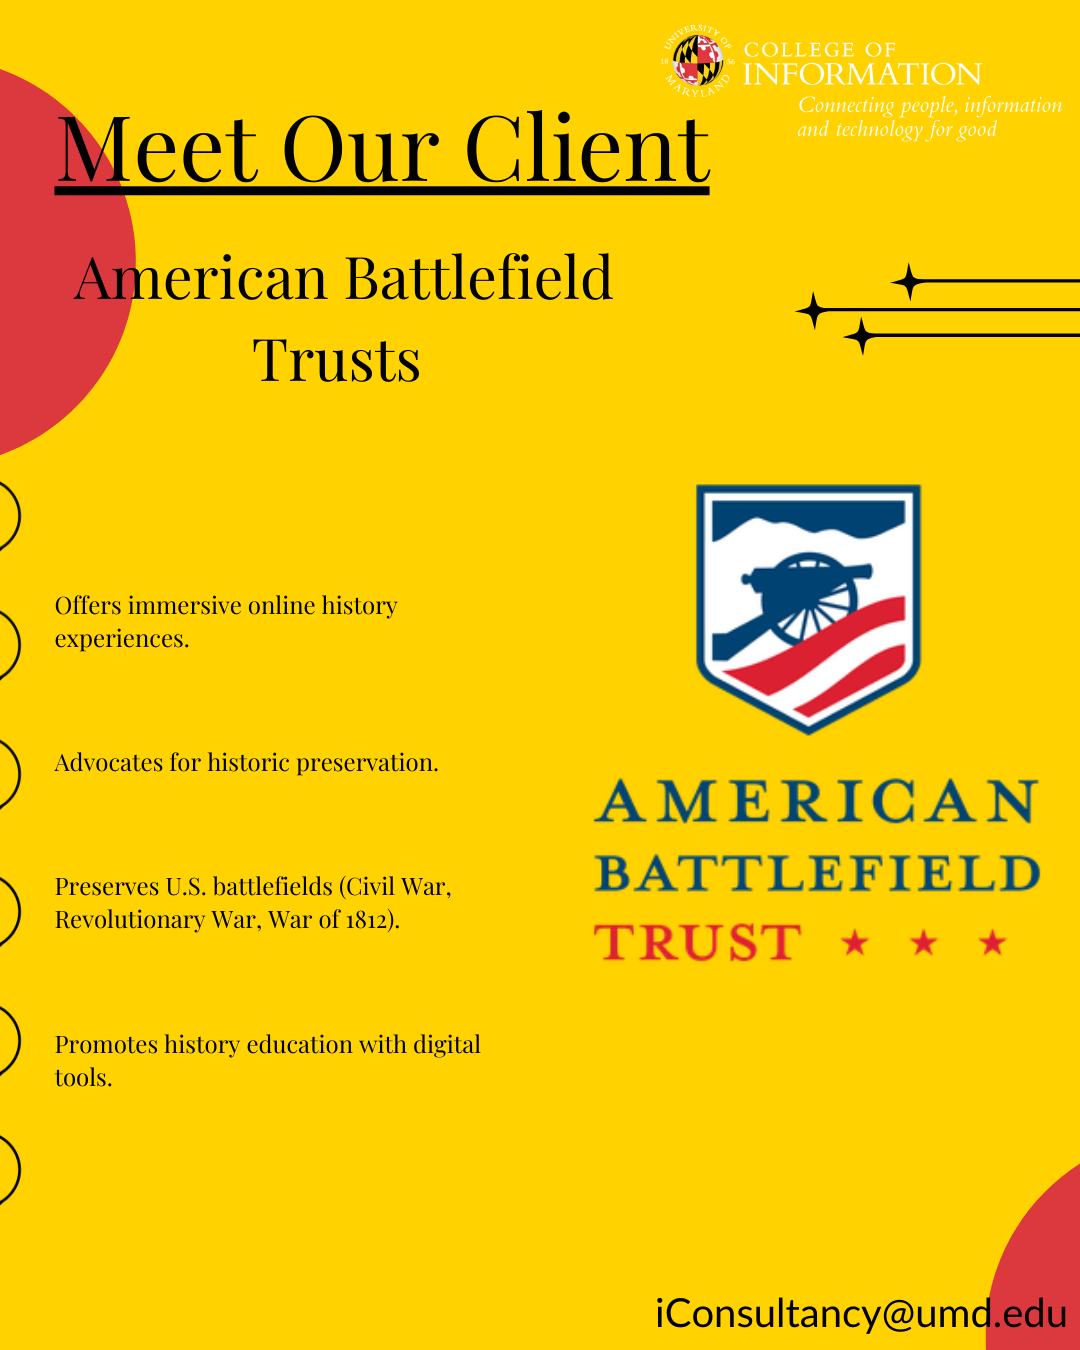 UNIVERSITY OF
18 56
MARYLAND
COLLEGE OF
INFORMATION
Connecting people, information
and technology for good
Meet Our Client
American Battlefield
Trusts
Offers immersive online history
experiences.
Advocates for historic preservation.
Preserves U.S. battlefields (Civil War,
Revolutionary War, War of 1812).
Promotes history education with digital
tools.
AMERICAN
BATTLEFIELD
TRUST
iConsultancy@umd.edu